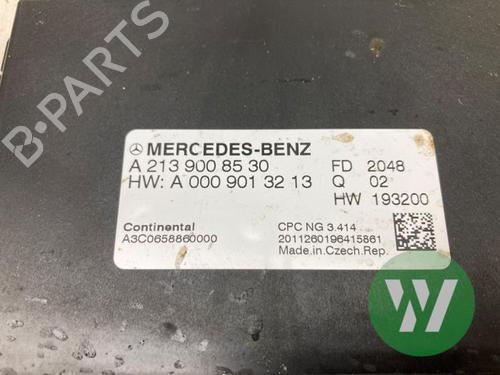 MERCEDES-BENZ
A 213 900 85 30 FD 2048
HW: A 000 901 32 13 Q 02
HW 193200
Continental CPC NG 3.414
A3C0658860000 2011260196415861
Made.in.Czech.Rep.
W